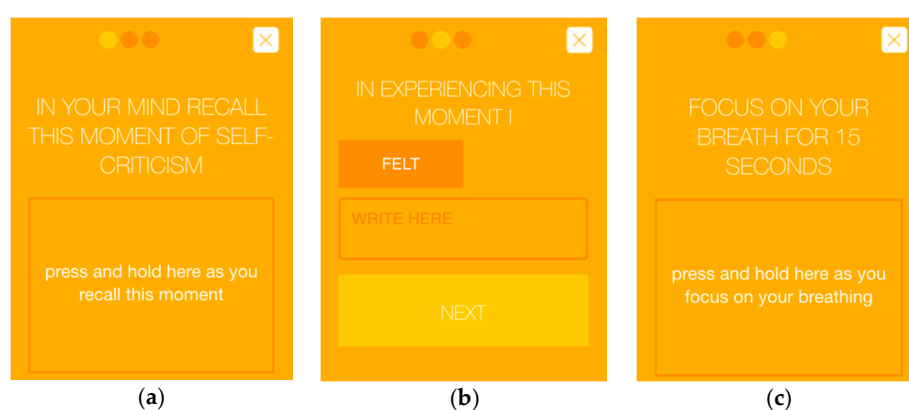 IN YOUR MIND RECALL
THIS MOMENT OF SELF-
CRITICISM
press and hold here as you
recall this moment
(a)
IN EXPERIENCING THIS
MOMENT I
FELT
WRITE HERE
NEXT
(b)
FOCUS ON YOUR
BREATH FOR 15
SECONDS
press and hold here as you
focus on your breathing
(c)